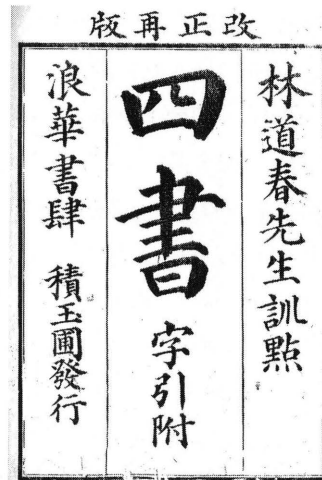 改正再版
林道春先生訓點
四書 字引附
浪華書肆 積玉圃發行